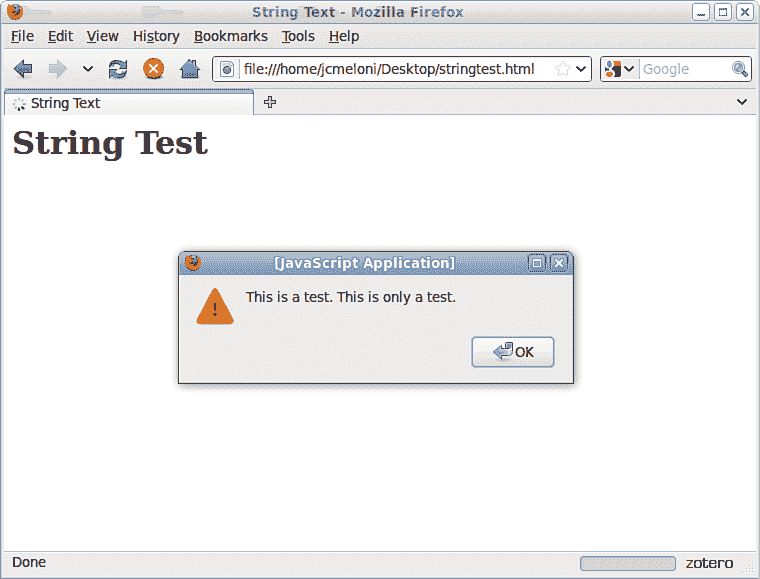 String Text - Mozilla Firefox
File Edit View History Bookmarks Tools Help
file:///home/jcmeloni/Desktop/stringtest.html Google
String Text
String Test
[JavaScript Application]
This is a test. This is only a test.
OK
Done zotero